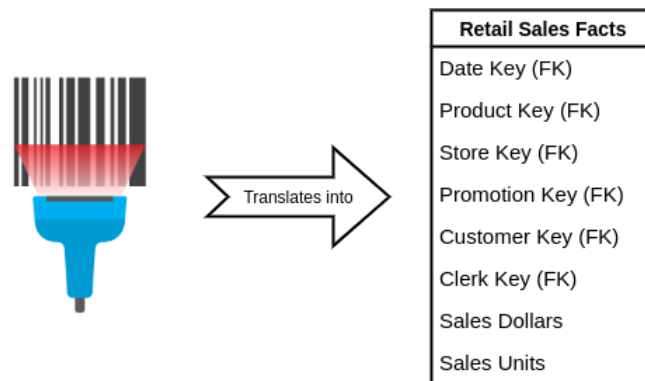 Translates into
Retail Sales Facts
Date Key (FK)
Product Key (FK)
Store Key (FK)
Promotion Key (FK)
Customer Key (FK)
Clerk Key (FK)
Sales Dollars
Sales Units